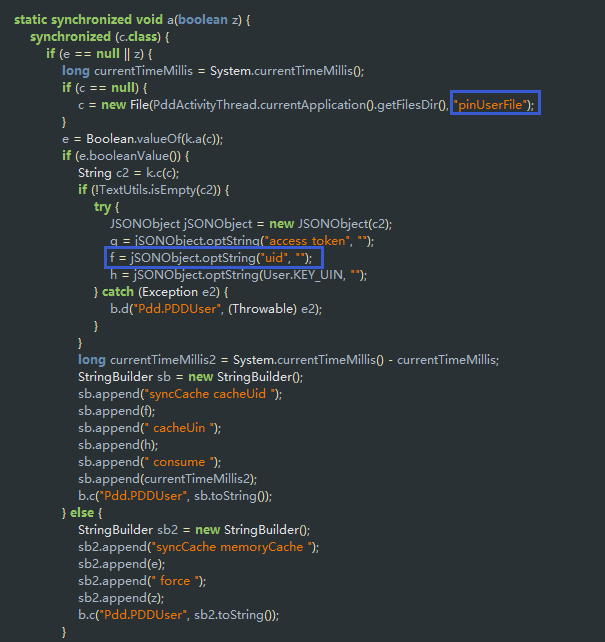 static synchronized void a(boolean z) {
synchronized (c.class) {
if (e == null || z) {
long currentTimeMillis = System.currentTimeMillis();
if (c == null) {
c = new File(PddActivityThread.currentApplication().getFilesDir(), "pinUserFile");
}
e = Boolean.valueOf(k.a(c));
if (e.booleanValue()) {
String c2 = k.c(c);
if (!TextUtils.isEmpty(c2)) {
try {
JSONObject jSONObject = new JSONObject(c2);
g = jSONObject.optString("access_token", "");
f = jSONObject.optString("uid", "");
h = jSONObject.optString(User.KEY_UIN, "");
} catch (Exception e2) {
b.d("Pdd.PDDUser", (Throwable) e2);
}
}
long currentTimeMillis2 = System.currentTimeMillis() - currentTimeMillis;
StringBuilder sb = new StringBuilder();
sb.append("syncCache cacheUid ");
sb.append(f);
sb.append(" cacheUin ");
sb.append(h);
sb.append(" consume ");
sb.append(currentTimeMillis2);
b.c("Pdd.PDDUser", sb.toString());
} else {
StringBuilder sb2 = new StringBuilder();
sb2.append("syncCache memoryCache ");
sb2.append(e);
sb2.append(" force ");
sb2.append(z);
b.c("Pdd.PDDUser", sb2.toString());
}